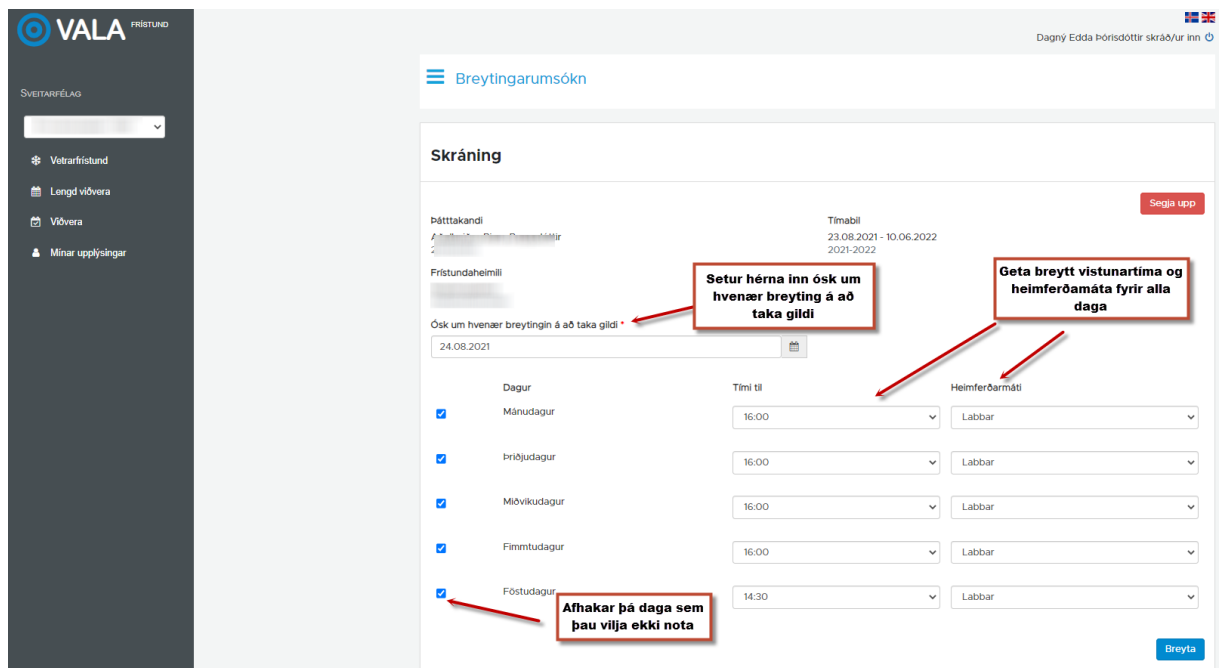 VALA FRÍSTUND
Dagný Edda Þórisdóttir skráð/ur inn
Breytingarumsókn
SVEITARFÉLAG
Vetrarfrístund
Lengd viðvera
Viðvera
Mínar upplýsingar
Skráning
Segja upp
Þátttakandi
Tímabil
23.08.2021 - 10.06.2022
2021-2022
Frístundaheimili
Setur hérna inn ósk um
hvenær breyting á að
taka gildi
Geta breytt vistunartíma og
heimferðamáta fyrir alla
daga
Ósk um hvenær breytingin á að taka gildi *
24.08.2021
Dagur Tími til Heimferðarmáti
Mánudagur 16:00 Labbar
Þriðjudagur 16:00 Labbar
Miðvikudagur 16:00 Labbar
Fimmtudagur 16:00 Labbar
Föstudagur 14:30 Labbar
Afhakar þá daga sem
þau vilja ekki nota
Breyta